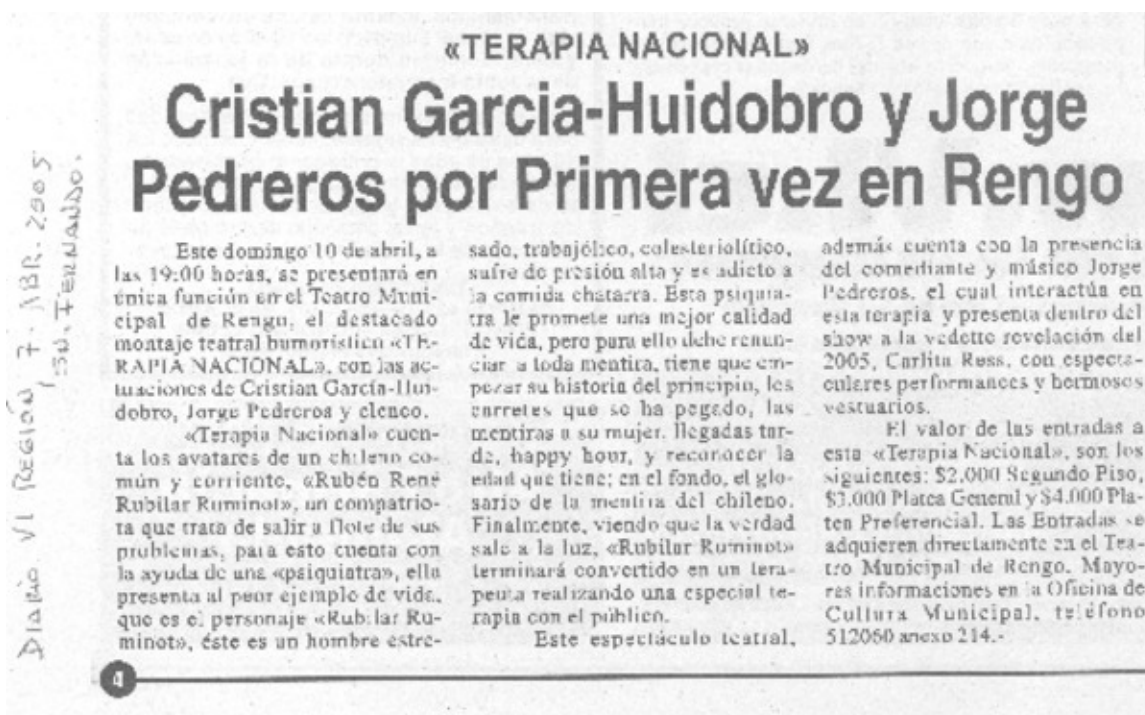 «TERAPIA NACIONAL»
Cristian Garcia-Huidobro y Jorge
Pedreros por Primera vez en Rengo
Este domingo 10 de abril, a
las 19:00 horas, se presentará en
única función en el Teatro Muni-
cipal de Rengo, el destacado
montaje teatral humorístico «TE-
RAPIA NACIONAL», con las ac-
tuaciones de Cristian García-Hui-
dobro, Jorge Pedreros y elenco.
«Terapia Nacional» cuen-
ta los avatares de un chileno co-
mún y corriente, «Rubén René
Rubilar Ruminot», un compatrio-
ta que trata de salir a flote de sus
problemas, para esto cuenta con
la ayuda de una «psiquiatra», ella
presenta al peor ejemplo de vida,
que es el personaje «Rubilar Ru-
minot», éste es un hombre estre-
sado, trabajólico, colesteriolítico,
sufre de presión alta y es adicto a
la comida chatarra. Esta psiquia-
tra le promete una mejor calidad
de vida, pero para ello debe renun-
ciar a toda mentira, tiene que em-
pezar su historia del principio, los
carretes que se ha pegado, las
mentiras a su mujer, llegadas tar-
de, happy hour, y reconocer la
edad que tiene; en el fondo, el glo-
sario de la mentira del chileno.
Finalmente, viendo que la verdad
sale a la luz, «Rubilar Ruminot»
terminará convertido en un tera-
peuta realizando una especial te-
rapia con el público.
Este espectáculo teatral,
además cuenta con la presencia
del comediante y músico Jorge
Pedreros, el cual interactúa en
esta terapia y presenta dentro del
show a la vedette revelación del
2005, Carlita Ross, con especta-
culares performances y hermosos
vestuarios.
El valor de las entradas a
esta «Terapia Nacional», son los
siguientes: $2.000 Segundo Piso,
$3.000 Platea General y $4.000 Pla-
tea Preferencial. Las Entradas se
adquieren directamente en el Tea-
tro Municipal de Rengo. Mayo-
res informaciones en la Oficina de
Cultura Municipal, teléfono
512060 anexo 214.-
4
DIARIO VI REGIÓN, 7. ABR. 2005
FERNANDO.